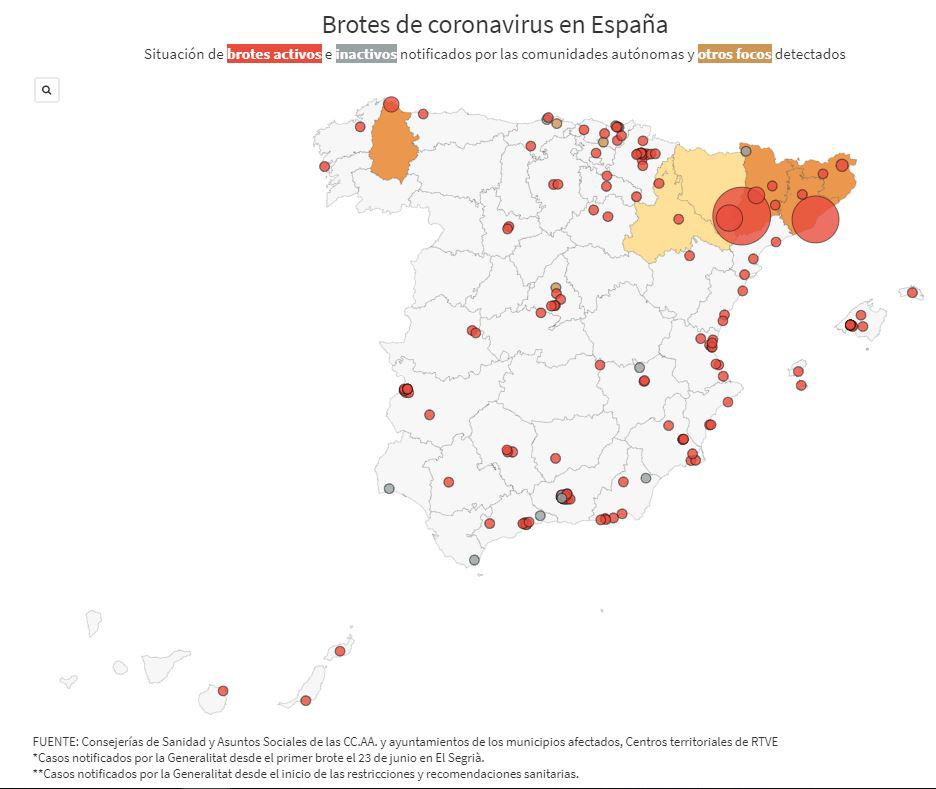 Brotes de coronavirus en España
Situación de brotes activos e inactivos notificados por las comunidades autónomas y otros focos detectados
FUENTE: Consejerías de Sanidad y Asuntos Sociales de las CC.AA. y ayuntamientos de los municipios afectados, Centros territoriales de RTVE
*Casos notificados por la Generalitat desde el primer brote el 23 de junio en El Segrià.
**Casos notificados por la Generalitat desde el inicio de las restricciones y recomendaciones sanitarias.